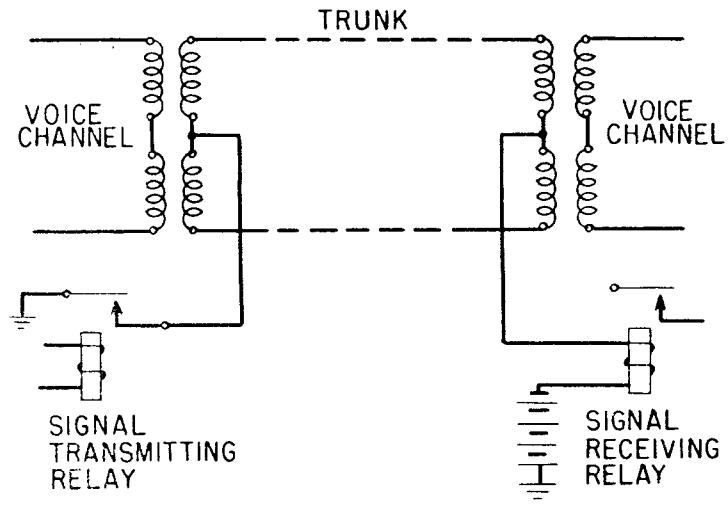 TRUNK
VOICE
CHANNEL
VOICE
CHANNEL
SIGNAL
TRANSMITTING
RELAY
SIGNAL
RECEIVING
RELAY